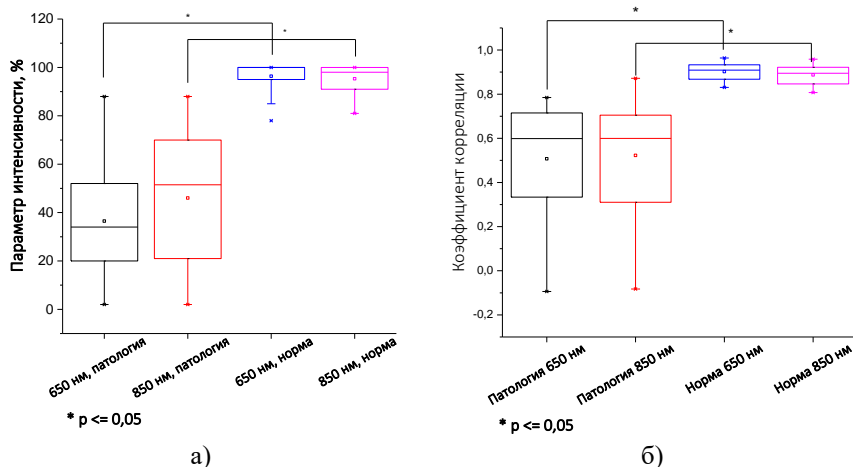 *
*
Параметр интенсивности, %
120
100
80
60
40
20
0
650 нм, патология
850 нм, патология
650 нм, норма
850 нм, норма
* p <= 0,05
а)
*
*
Коэффициент корреляции
1,0
0,8
0,6
0,4
0,2
0,0
-0,2
Патология 650 нм
Патология 850 нм
Норма 650 нм
Норма 850 нм
* p <= 0,05
б)